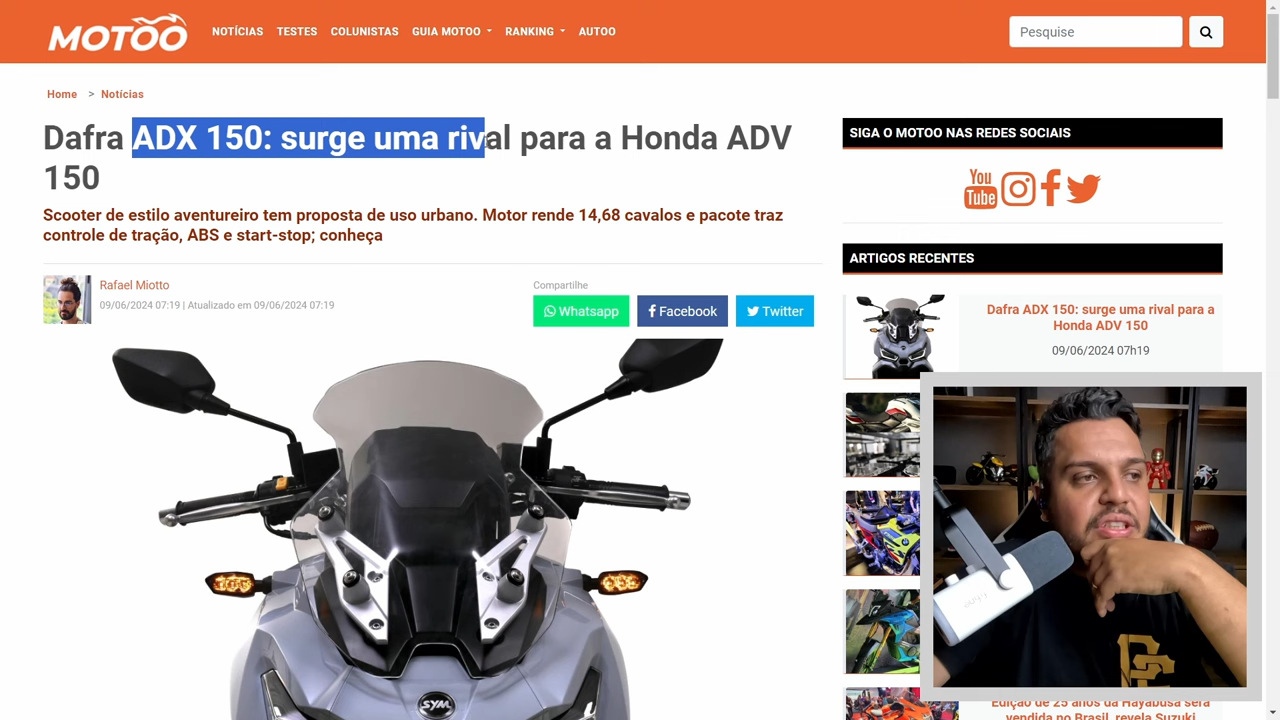 MOTOO
NOTÍCIAS TESTES COLUNISTAS GUIA MOTOO RANKING AUTOO
Pesquise
Home > Notícias
Dafra ADX 150: surge uma rival para a Honda ADV
150
Scooter de estilo aventureiro tem proposta de uso urbano. Motor rende 14,68 cavalos e pacote traz
controle de tração, ABS e start-stop; conheça
Rafael Miotto
09/06/2024 07:19 | Atualizado em 09/06/2024 07:19
Compartilhe
Whatsapp
Facebook
Twitter
SYM
SIGA O MOTOO NAS REDES SOCIAIS
You
Tube
ARTIGOS RECENTES
Dafra ADX 150: surge uma rival para a
Honda ADV 150
09/06/2024 07h19
Edição de 25 anos da Hayabusa será
vendida no Brasil, revela Suzuki